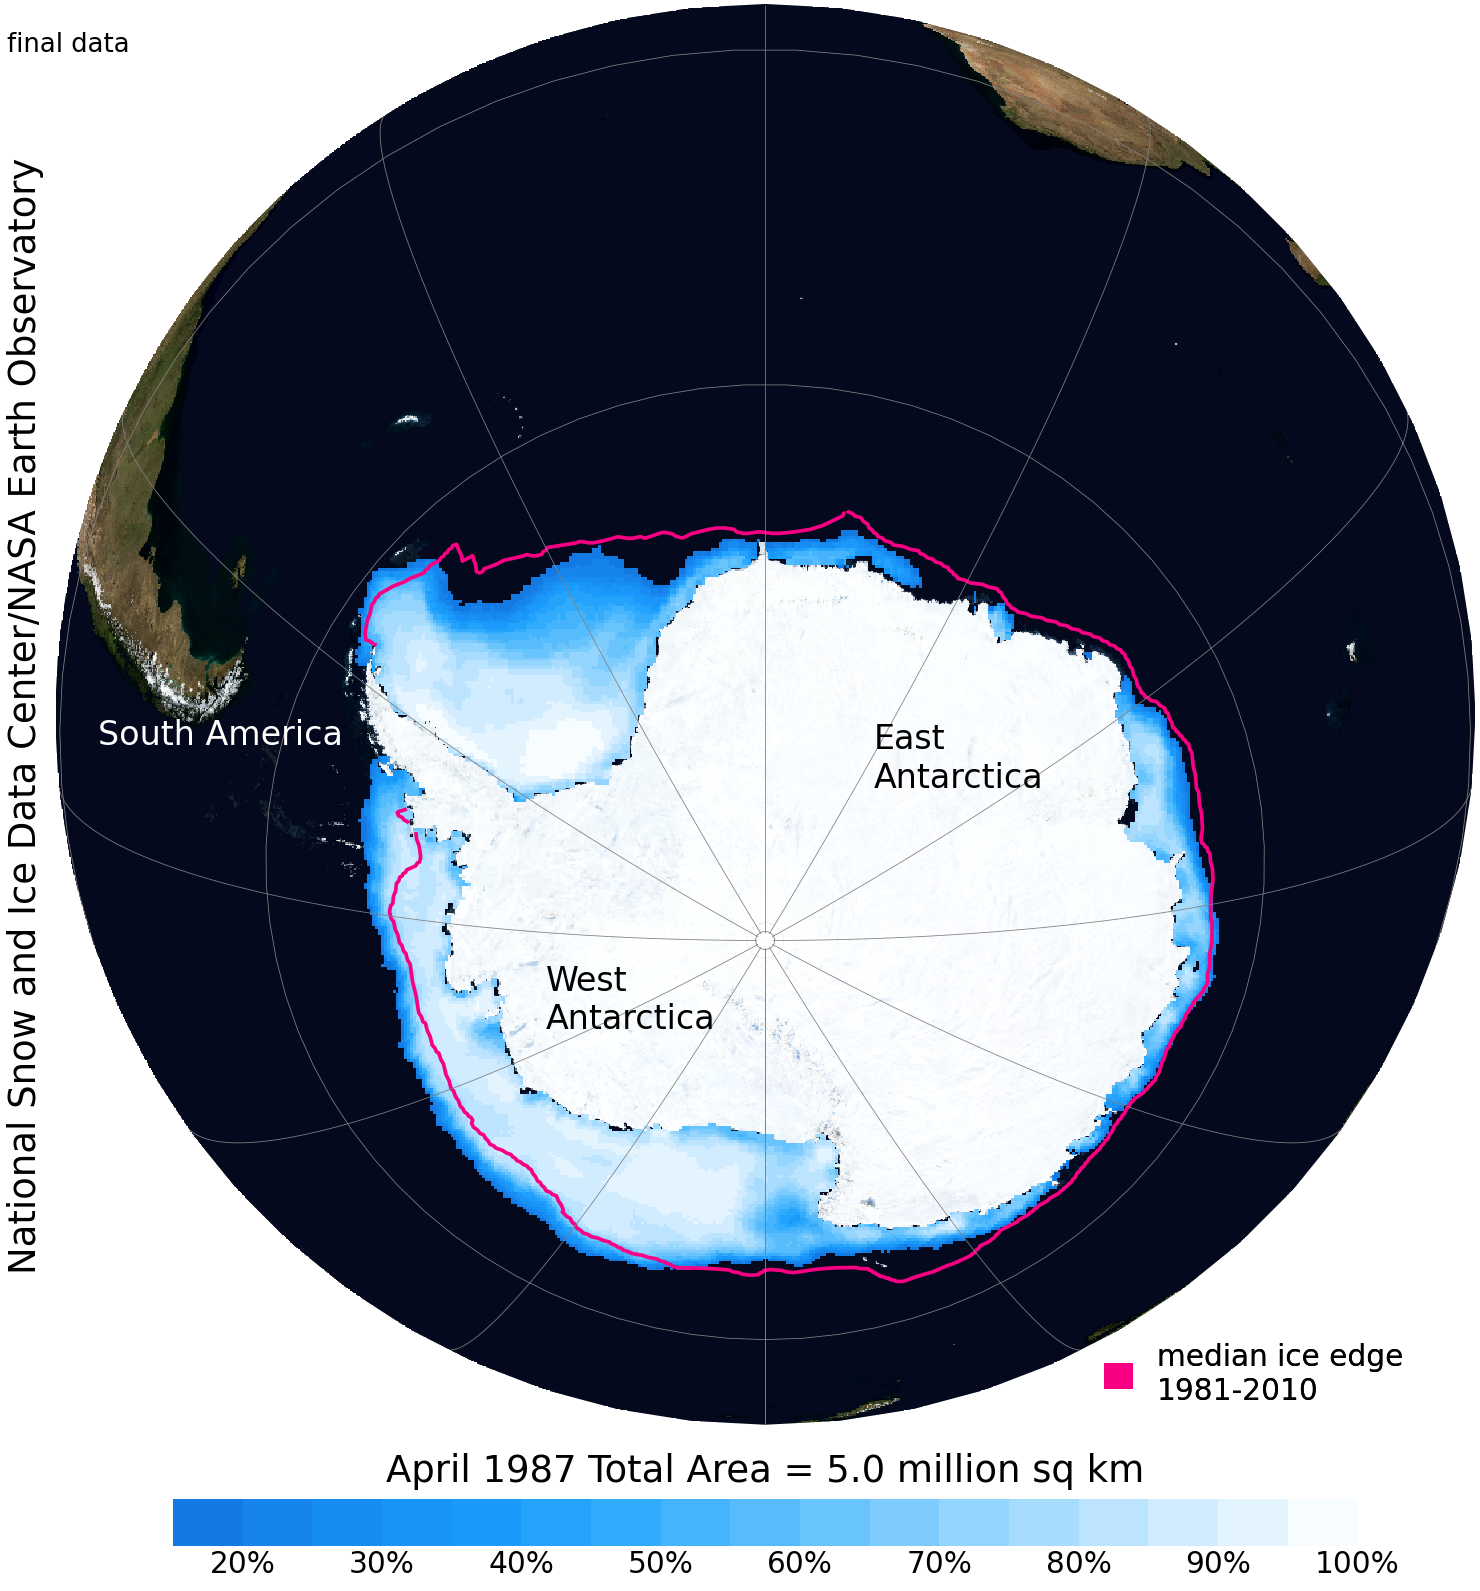 final data
National Snow and Ice Data Center/NASA Earth Observatory
South America
East
Antarctica
West
Antarctica
median ice edge
1981-2010
April 1987 Total Area = 5.0 million sq km
20% 30% 40% 50% 60% 70% 80% 90% 100%